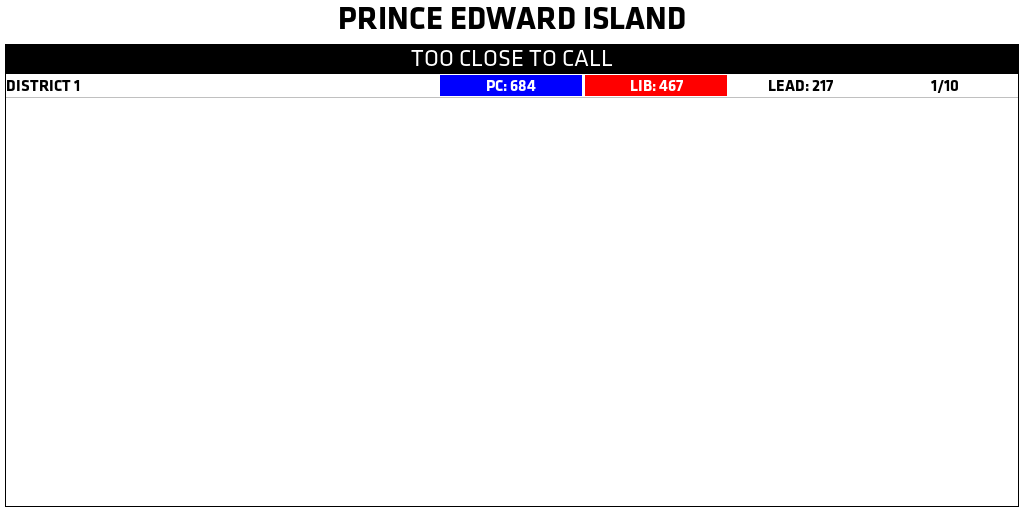 PRINCE EDWARD ISLAND
TOO CLOSE TO CALL
DISTRICT 1 PC: 684 LIB: 467 LEAD: 217 1/10